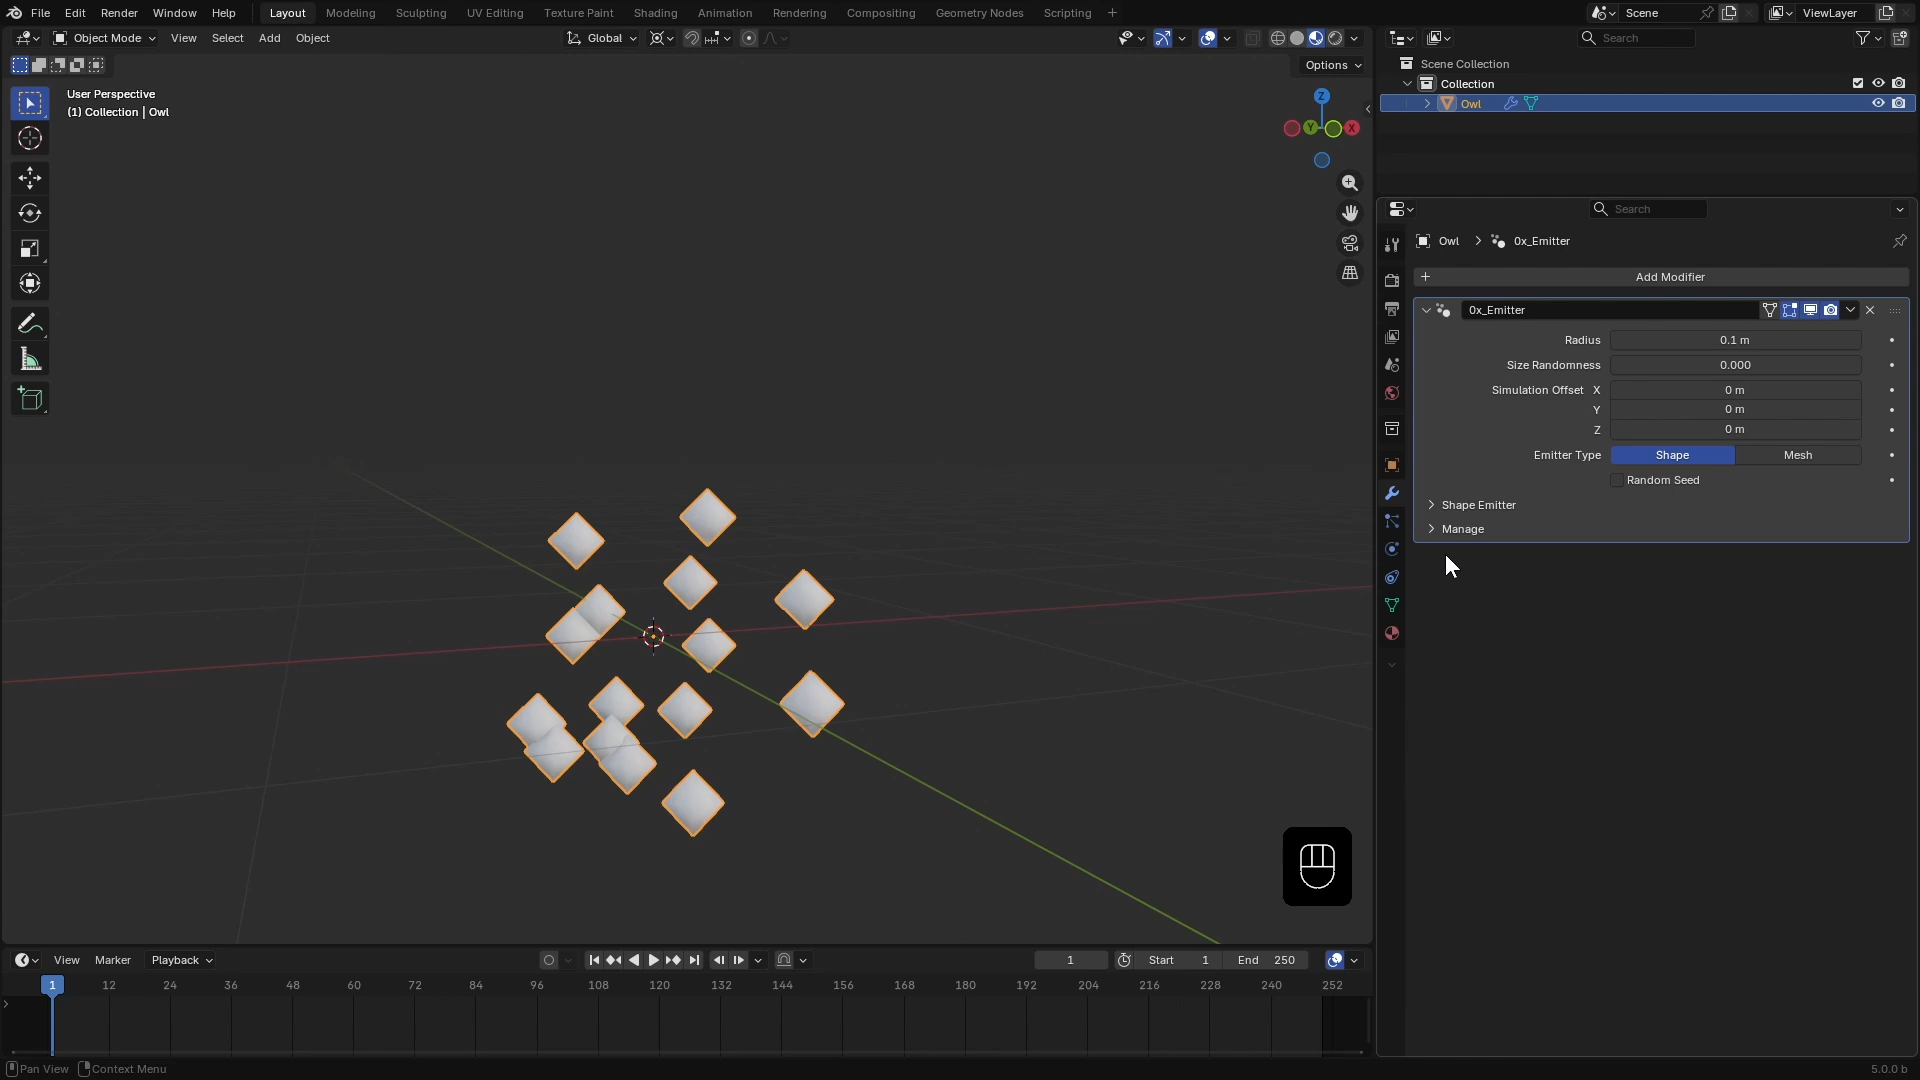 File Edit Render Window Help Layout Modeling Sculpting UV Editing Texture Paint Shading Animation Rendering Compositing Geometry Nodes Scripting + Scene ViewLayer
Object Mode View Select Add Object Global Search
Options
User Perspective
(1) Collection | Owl
Z
Y X
Scene Collection
Collection
Owl
Search
Owl > 0x_Emitter
+ Add Modifier
0x_Emitter
Radius 0.1 m
Size Randomness 0.000
Simulation Offset X 0 m
Y 0 m
Z 0 m
Emitter Type Shape Mesh
Random Seed
Shape Emitter
Manage
View Marker Playback 1 Start 1 End 250
1 12 24 36 48 60 72 84 96 108 120 132 144 156 168 180 192 204 216 228 240 252
Pan View Context Menu 5.0.0 b